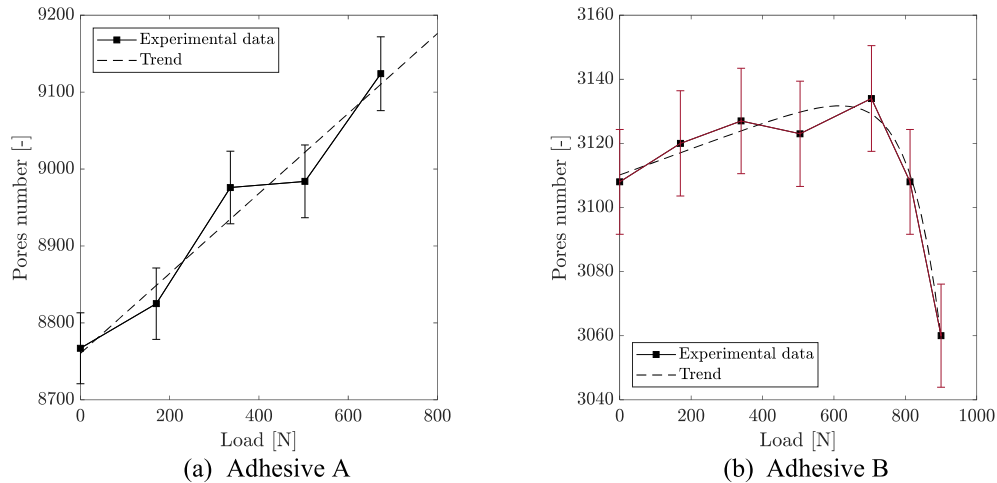 9200
9100
9000
8900
8800
8700
Pores number [-]
Experimental data
Trend
0 200 400 600 800
Load [N]
(a) Adhesive A
3160
3140
3120
3100
3080
3060
3040
Pores number [-]
Experimental data
Trend
0 200 400 600 800 1000
Load [N]
(b) Adhesive B